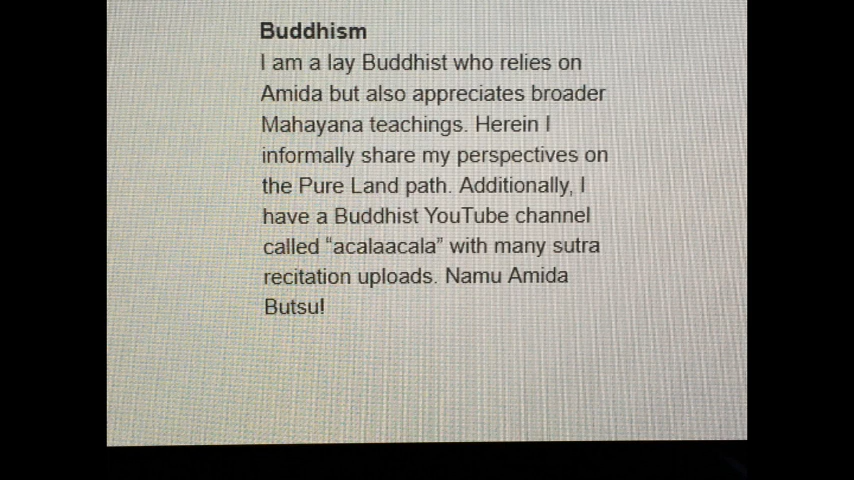 Buddhism
I am a lay Buddhist who relies on
Amida but also appreciates broader
Mahayana teachings. Herein I
informally share my perspectives on
the Pure Land path. Additionally, I
have a Buddhist YouTube channel
called “acalaacala” with many sutra
recitation uploads. Namu Amida
Butsu!